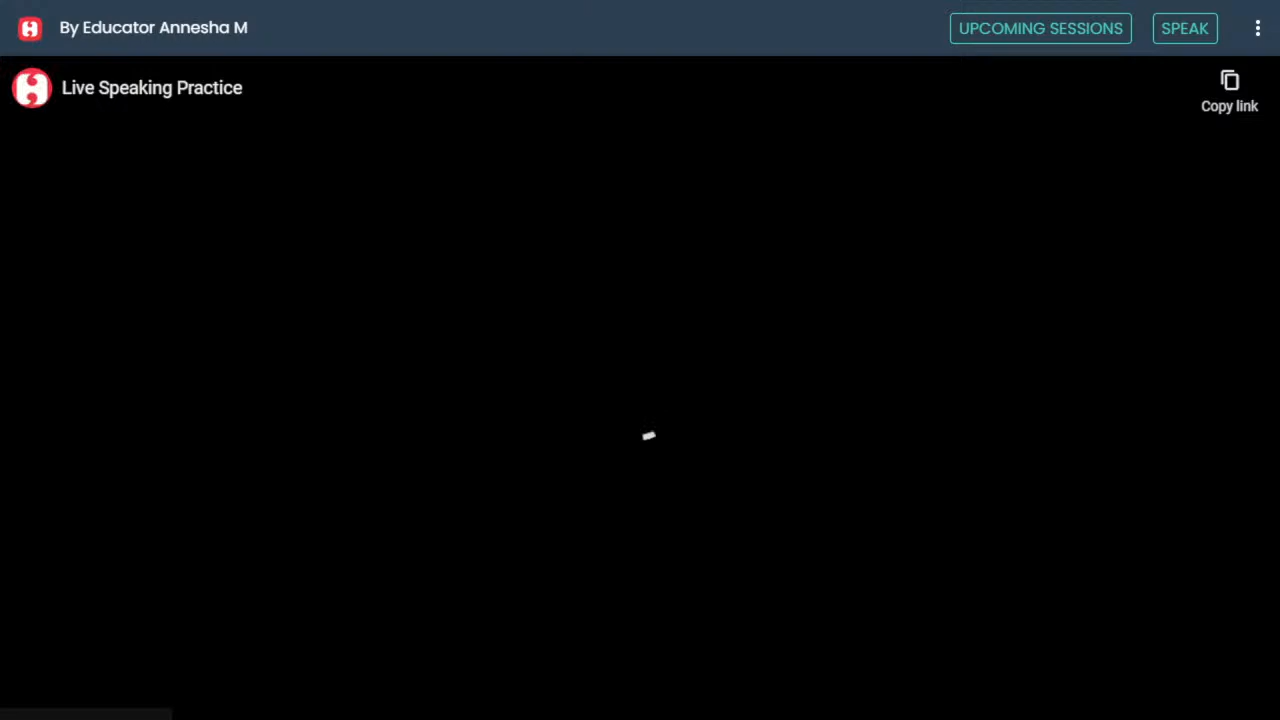 By Educator Annesha M
UPCOMING SESSIONS
SPEAK
Live Speaking Practice
Copy link